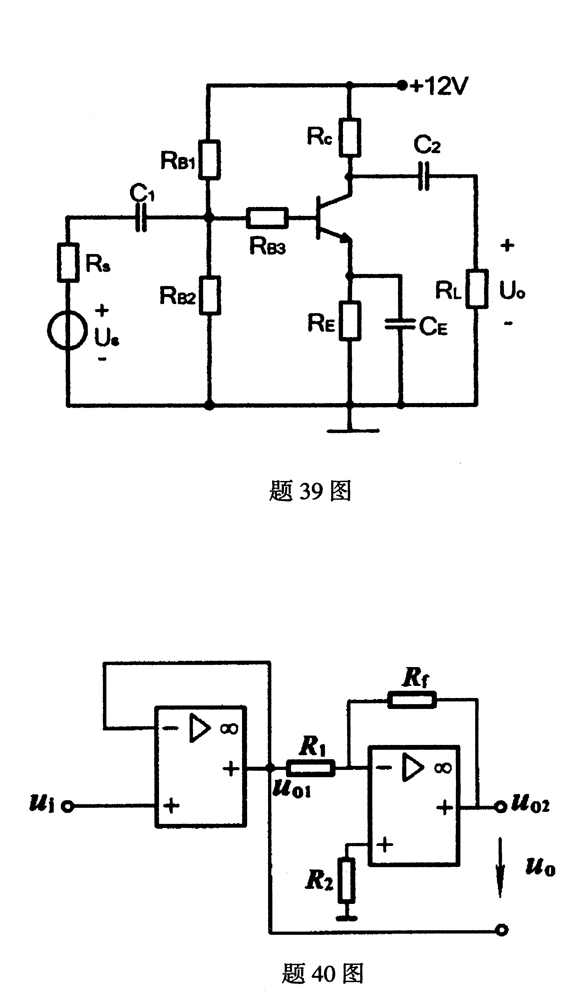 +12V
Rc
C2
RB1
C1
RB3
Rs
+
RB2
RL
Uo
+
Us
RE
CE
-
-
题 39 图
Rf
− ▷ ∞
R1
+
− ▷ ∞
uo1
ui
+
+
uo2
+
R2
uo
题 40 图